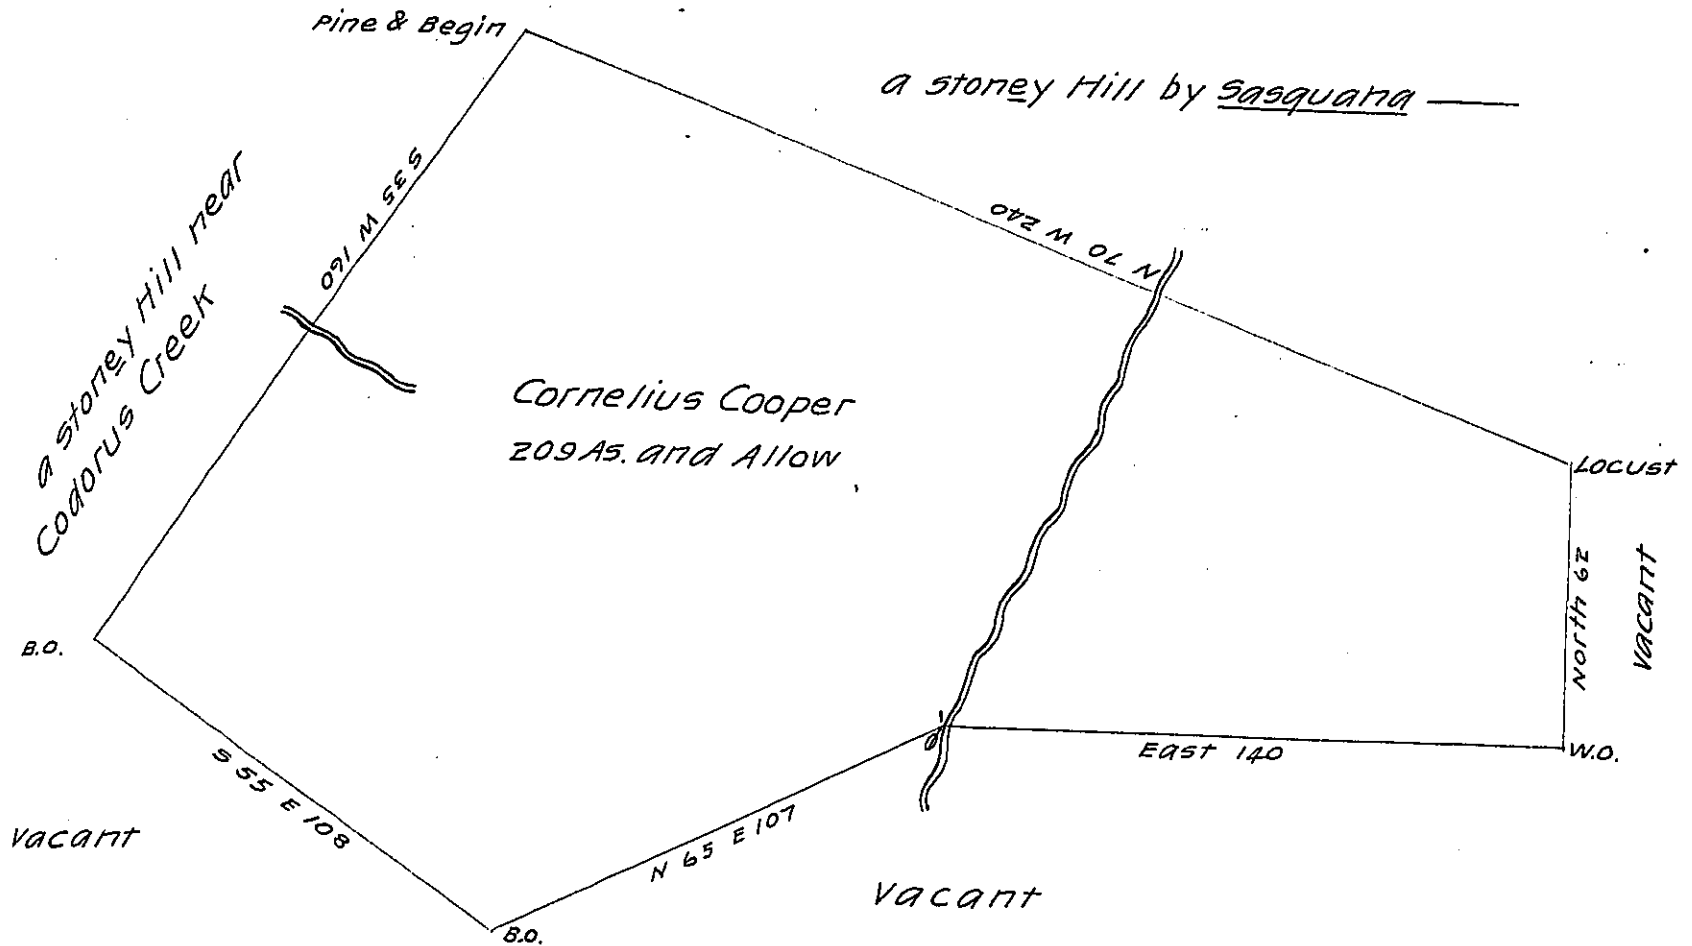 Pine & Begin
a stoney Hill by Sasquana
S 35 W 160
N 70 W 240
a stoney Hill near
Codorus Creek
Cornelius Cooper
209 As. and Allow
Locust
North 62
Vacant
B.O.
East 140
W.O.
S 55 E 108
N 65 E 107
Vacant
Vacant
B.O.